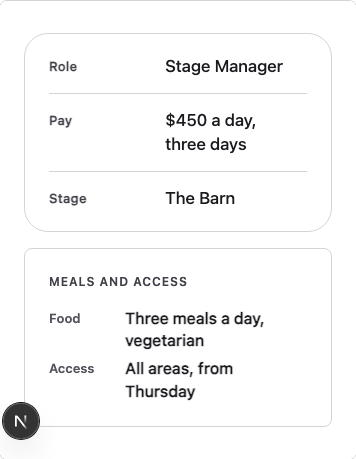 Role
Stage Manager
Pay
$450 a day,
three days
Stage
The Barn
MEALS AND ACCESS
Food
Three meals a day,
vegetarian
Access
All areas, from
Thursday
N